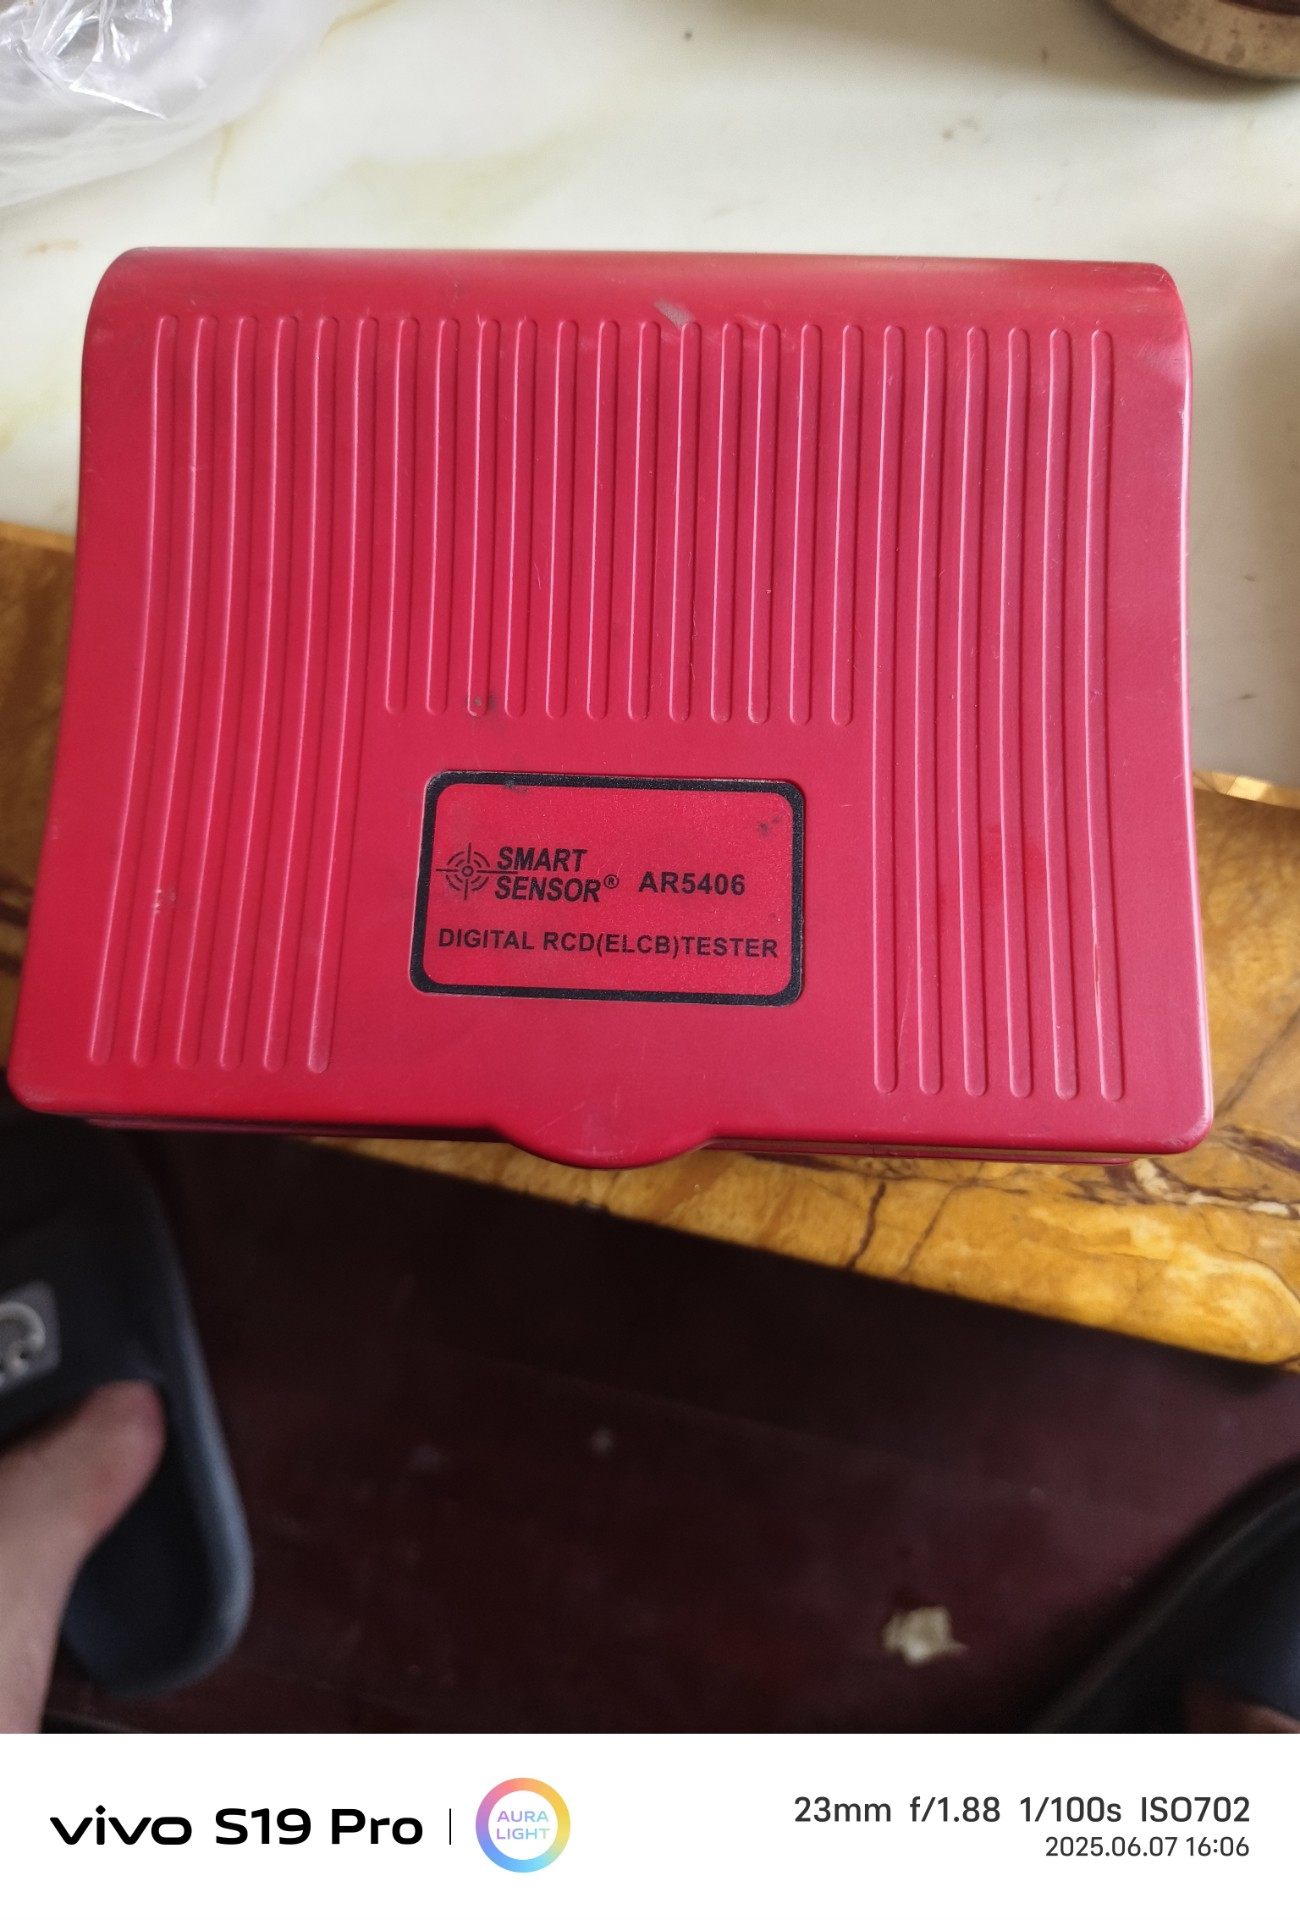 SMART
SENSOR® AR5406
DIGITAL RCD(ELCB)TESTER
vivo S19 Pro
AURA
LIGHT
23mm f/1.88 1/100s ISO702
2025.06.07 16:06